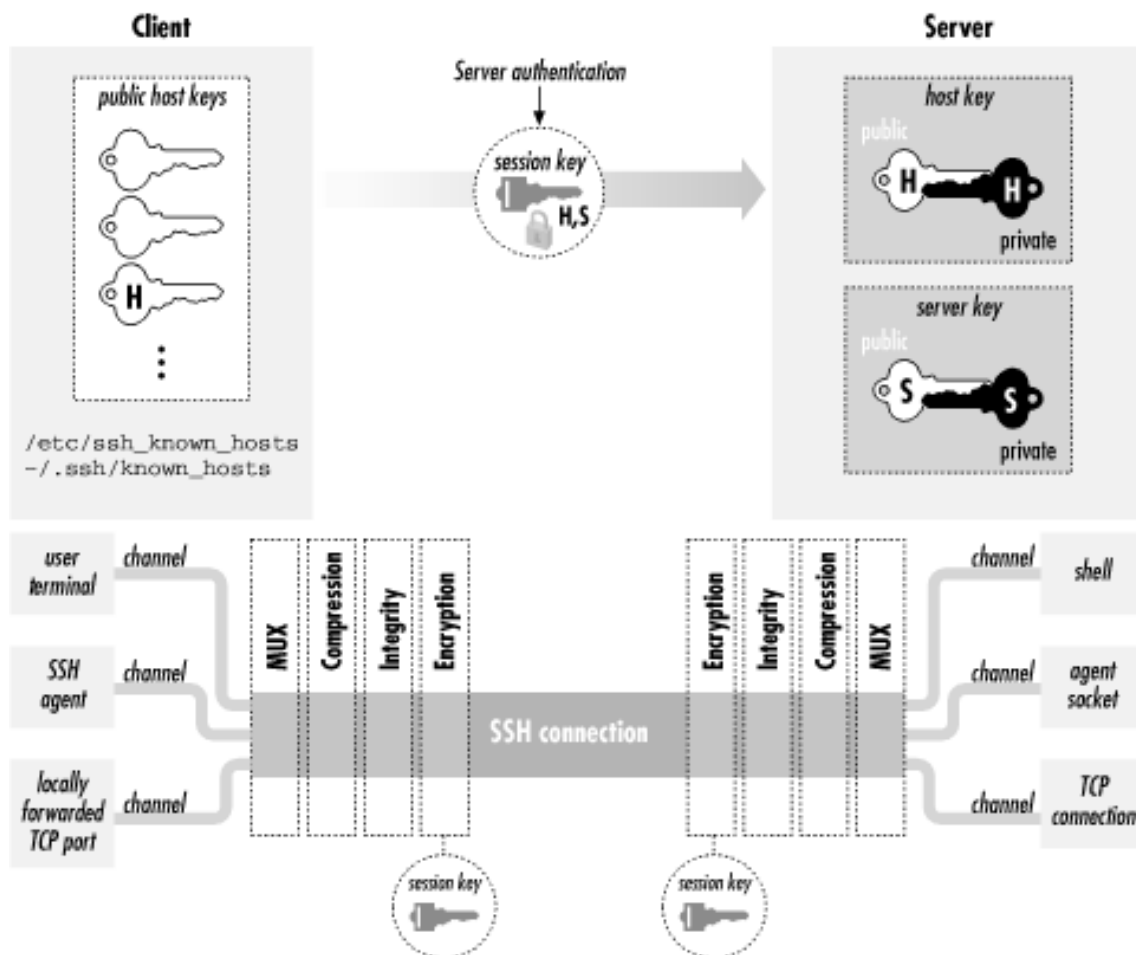 Client
Server
public host keys
H
/etc/ssh_known_hosts
~/.ssh/known_hosts
Server authentication
session key
H,S
host key
public
H
H
private
server key
public
S
S
private
user
terminal
channel
SSH
agent
channel
locally
forwarded
TCP port
channel
MUX
Compression
Integrity
Encryption
SSH connection
Encryption
Integrity
Compression
MUX
channel
shell
channel
agent
socket
channel
TCP
connection
session key
session key